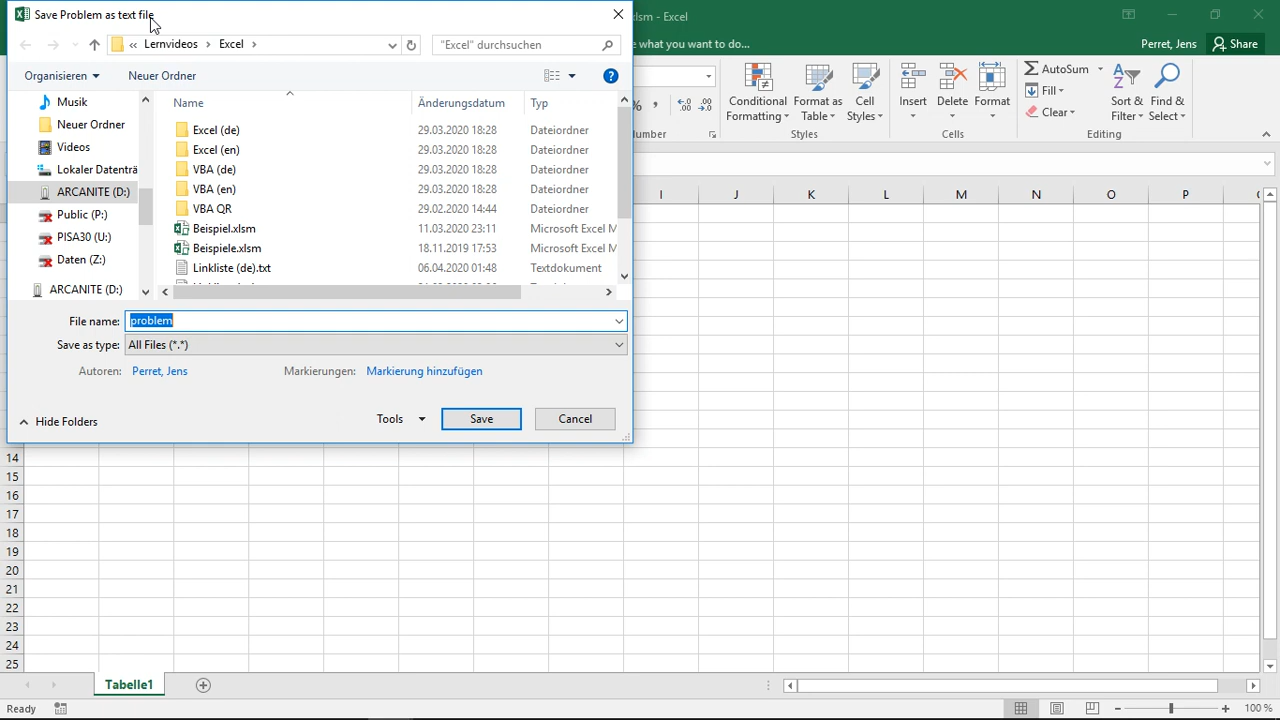 Save Problem as text file
lsm - Excel
« Lernvideos > Excel >
"Excel" durchsuchen
what you want to do...
Perret, Jens
Share
Organisieren
Neuer Ordner
Conditional Formatting
Format as Table
Cell Styles
Insert
Delete
Format
AutoSum
Fill
Clear
Sort & Filter
Find & Select
umber
Styles
Cells
Editing
Musik
Neuer Ordner
Videos
Lokaler Datenträ
ARCANITE (D:)
Public (P:)
PISA30 (U:)
Daten (Z:)
ARCANITE (D:)
Name Änderungsdatum Typ
Excel (de) 29.03.2020 18:28 Dateiordner
Excel (en) 29.03.2020 18:28 Dateiordner
VBA (de) 29.03.2020 18:28 Dateiordner
VBA (en) 29.03.2020 18:28 Dateiordner
VBA QR 29.02.2020 14:44 Dateiordner
Beispiel.xlsm 11.03.2020 23:11 Microsoft Excel M
Beispiele.xlsm 18.11.2019 17:53 Microsoft Excel M
Linkliste (de).txt 06.04.2020 01:48 Textdokument
File name: problem
Save as type: All Files (*.*)
Autoren: Perret, Jens
Markierungen: Markierung hinzufügen
Hide Folders
Tools
Save
Cancel
I J K L M N O P
14
15
16
17
18
19
20
21
22
23
24
25
Tabelle1
Ready
100 %